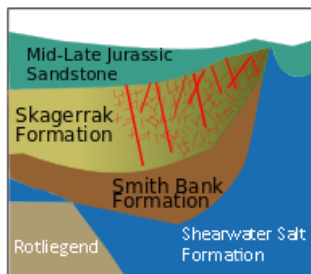 Mid-Late Jurassic
Sandstone
Skagerrak
Formation
Smith Bank
Formation
Rotliegend
Shearwater Salt
Formation